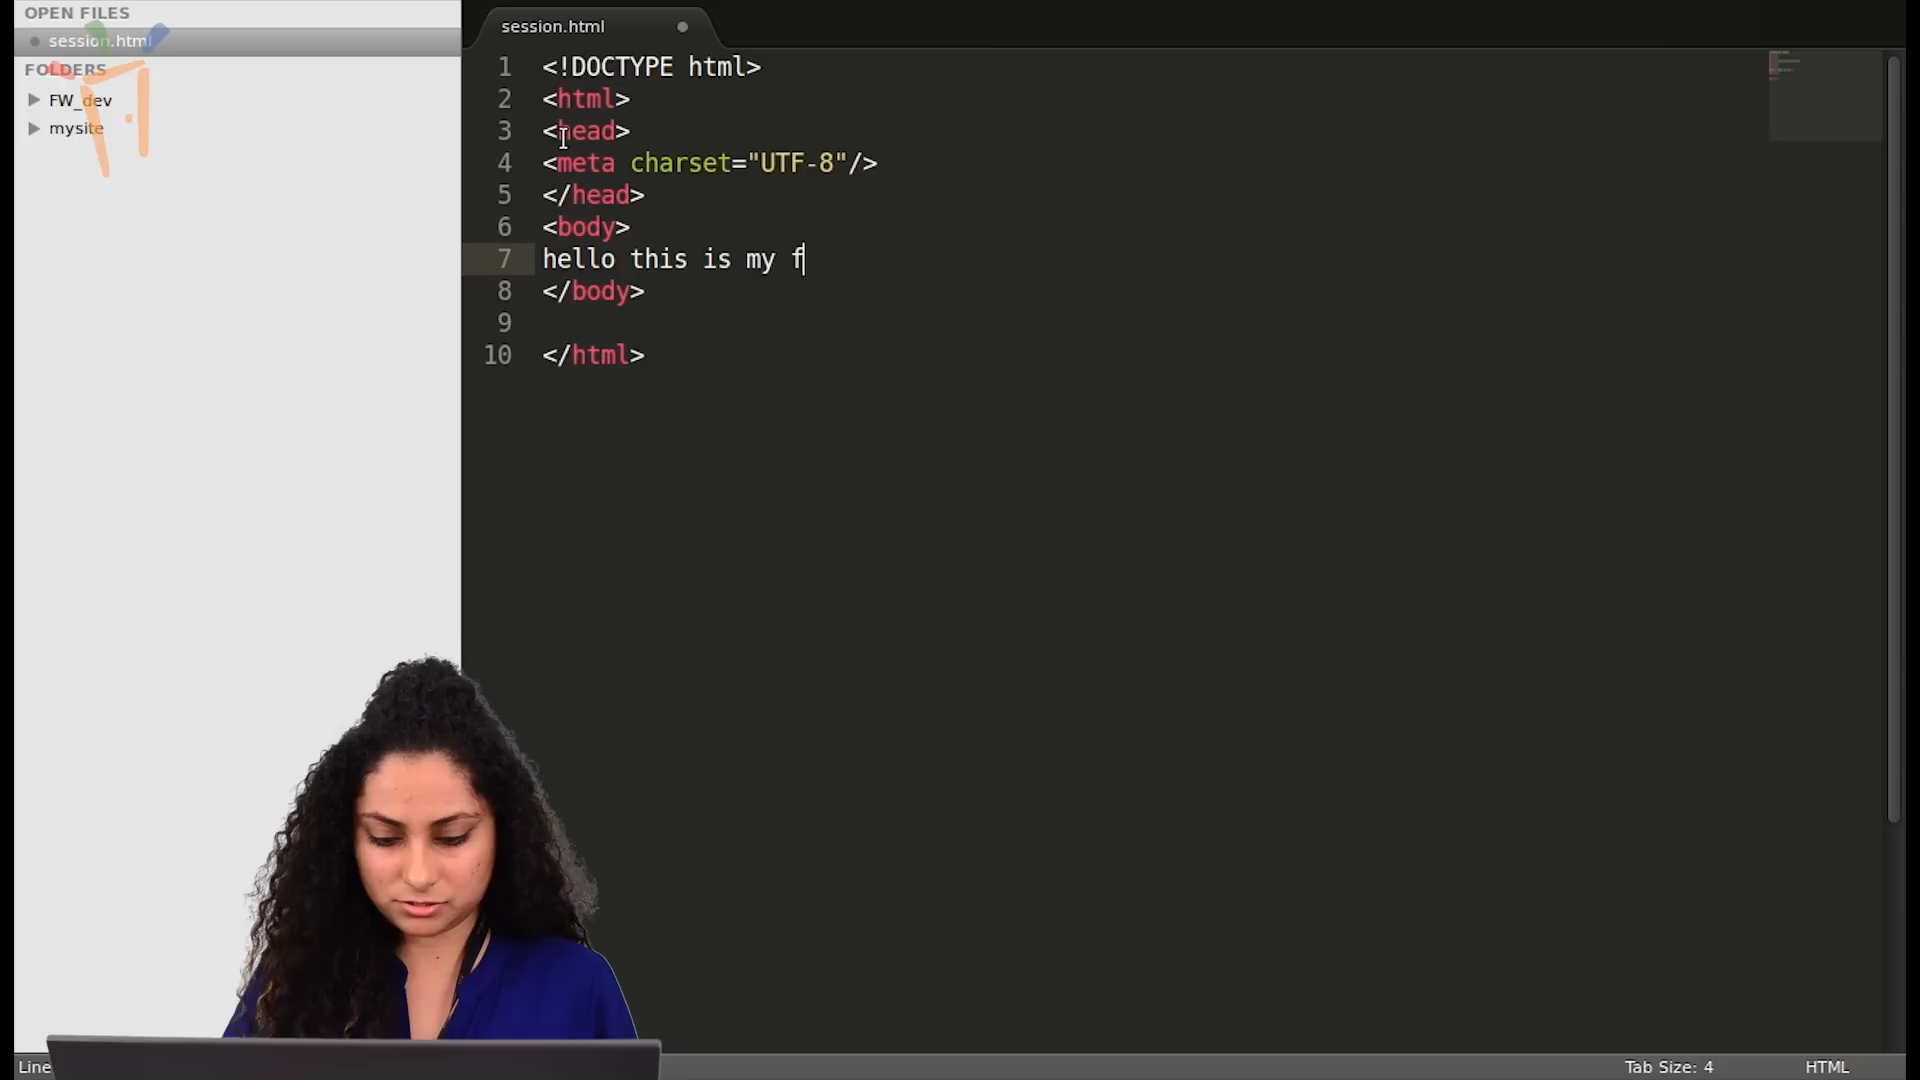 OPEN FILES
session.html
FOLDERS
FW_dev
mysite
session.html
1 <!DOCTYPE html>
2 <html>
3 <head>
4 <meta charset="UTF-8"/>
5 </head>
6 <body>
7 hello this is my f
8 </body>
9
10 </html>
Line
Tab Size: 4
HTML